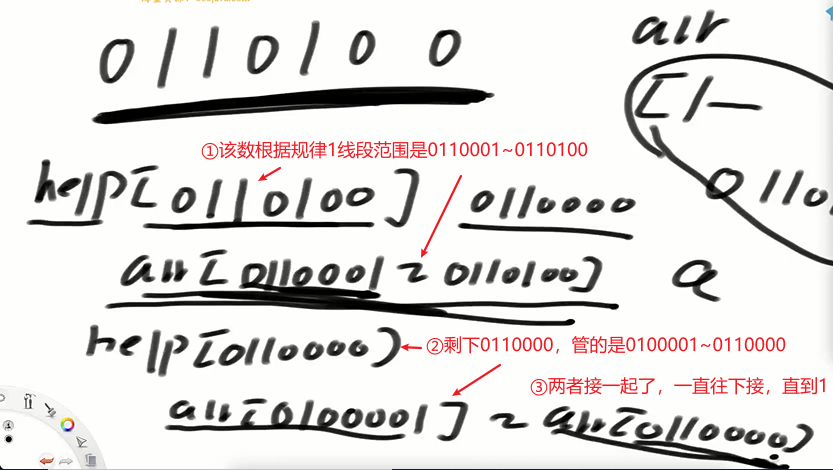 0110100
arr
[1—
①该数根据规律1线段范围是0110001~0110100
help[0110100] 0110000
0110
arr[0110001~0110100] a
help[0110000)
②剩下0110000，管的是0100001~0110000
③两者接一起了，一直往下接，直到1
arr[0100001] ~ arr[0110000)